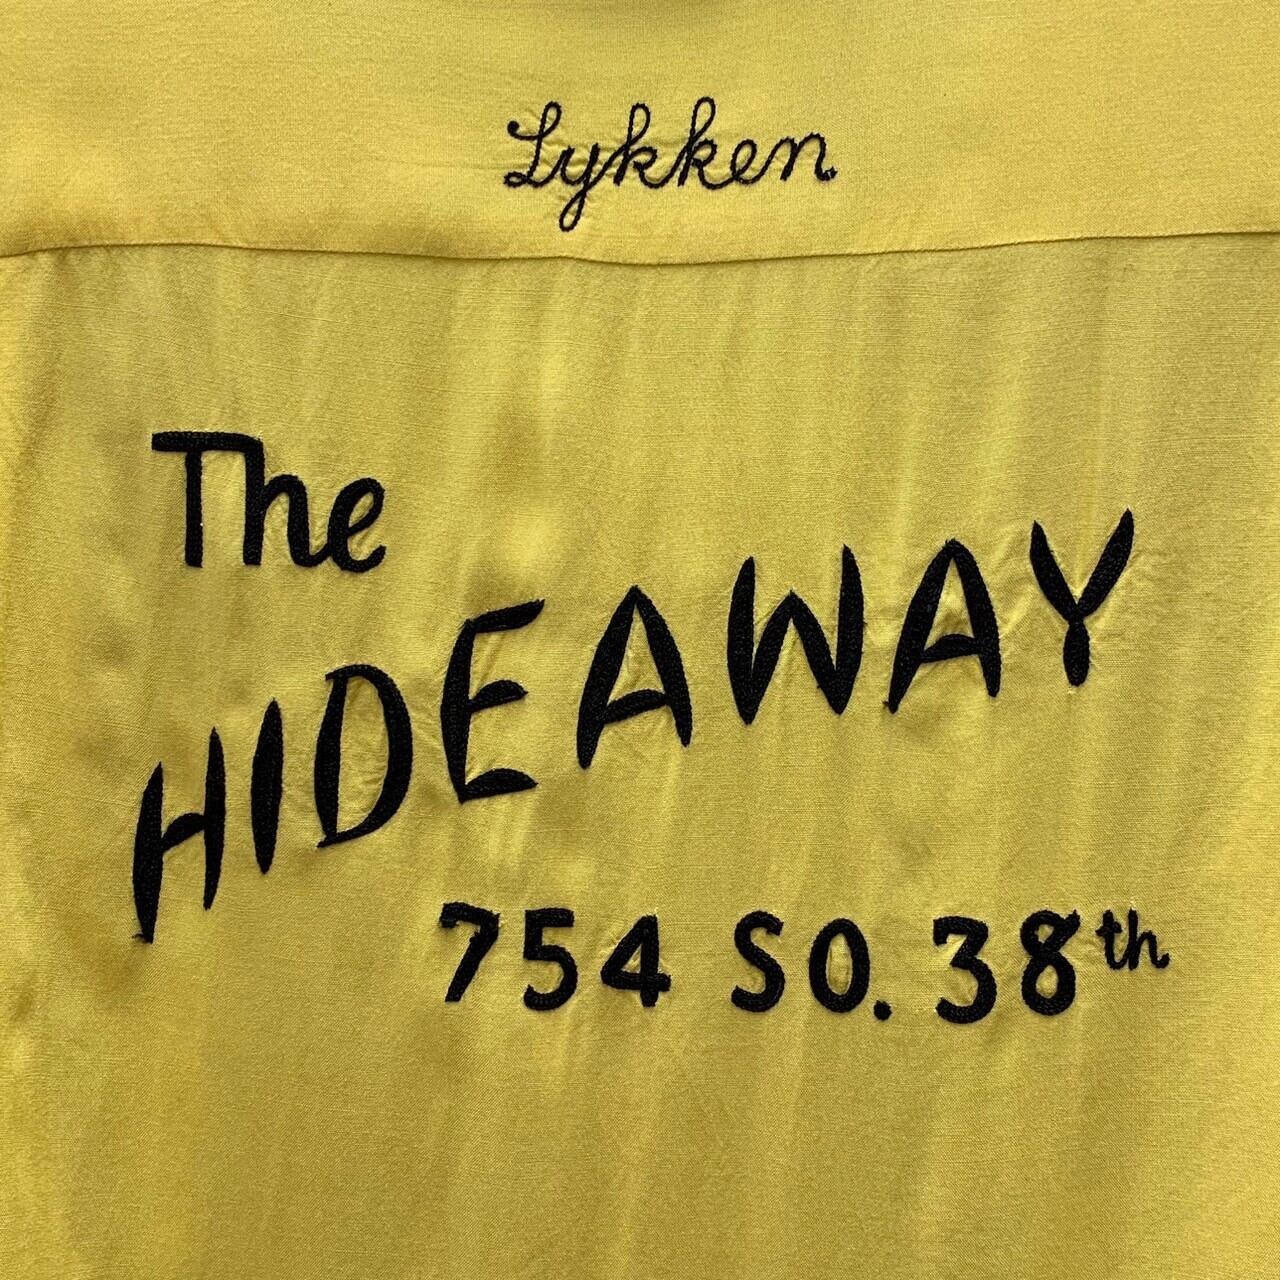 Lykken
The
HIDEAWAY
754 SO. 38th